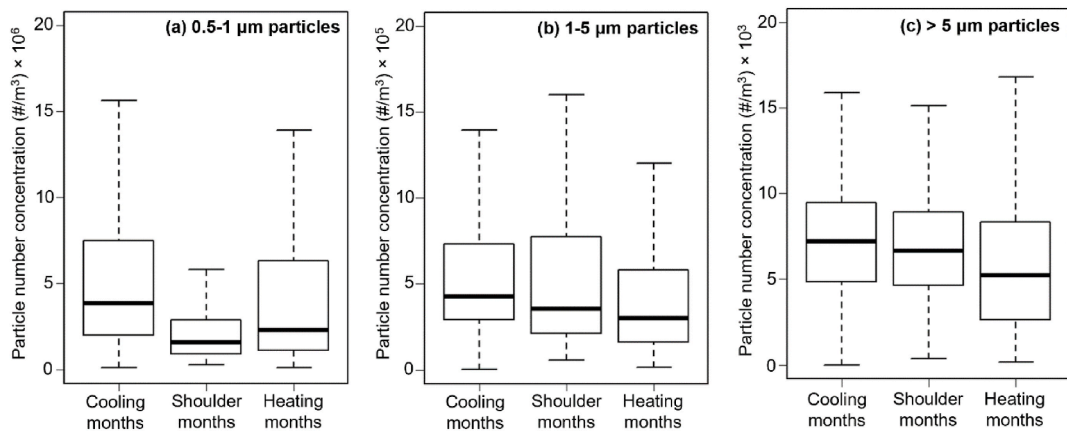 (a) 0.5-1 µm particles
Particle number concentration (#/m³) × 10⁶
20
15
10
5
0
Cooling months
Shoulder months
Heating months
(b) 1-5 µm particles
Particle number concentration (#/m³) × 10⁵
20
15
10
5
0
Cooling months
Shoulder months
Heating months
(c) > 5 µm particles
Particle number concentration (#/m³) × 10³
20
15
10
5
0
Cooling months
Shoulder months
Heating months